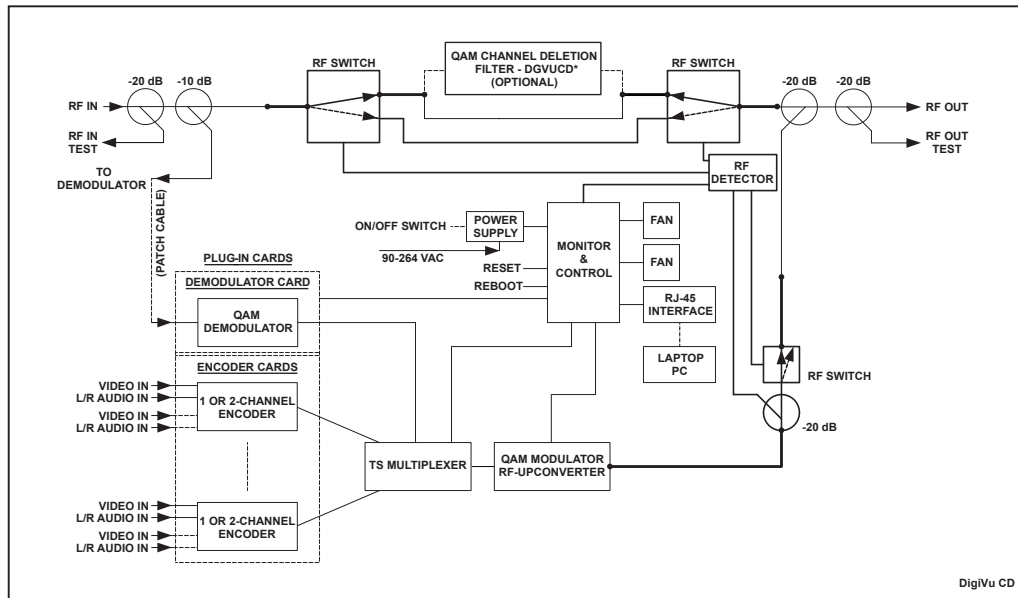 QAM CHANNEL DELETION
FILTER - DGVUCD*
(OPTIONAL)
RF SWITCH
RF SWITCH
-20 dB
-10 dB
-20 dB
-20 dB
RF IN
RF OUT
RF IN
TEST
RF OUT
TEST
TO
DEMODULATOR
RF
DETECTOR
(PATCH CABLE)
ON/OFF SWITCH
POWER
SUPPLY
90-264 VAC
RESET
REBOOT
MONITOR
&
CONTROL
FAN
FAN
RJ-45
INTERFACE
LAPTOP
PC
PLUG-IN CARDS
DEMODULATOR CARD
QAM
DEMODULATOR
RF SWITCH
-20 dB
ENCODER CARDS
VIDEO IN
L/R AUDIO IN
VIDEO IN
L/R AUDIO IN
1 OR 2-CHANNEL
ENCODER
TS MULTIPLEXER
QAM MODULATOR
RF-UPCONVERTER
VIDEO IN
L/R AUDIO IN
VIDEO IN
L/R AUDIO IN
1 OR 2-CHANNEL
ENCODER
DigiVu CD